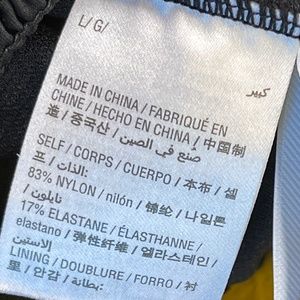 L/G/
كبير
MADE IN CHINA / FABRIQUÉ EN
CHINE / HECHO EN CHINA / 中国制
造 / 중국산 / صنع في الصين
SELF / CORPS / CUERPO / 本布 / 셀
프 / الذات:
83% NYLON / nilón / 锦纶 / 나일론
/ نايلون
17% ELASTANE / ÉLASTHANNE /
elastano / 弹性纤维 / 엘라스테인 /
الاستين
LINING / DOUBLURE / FORRO / 衬
里 / 안감 / بطانة: